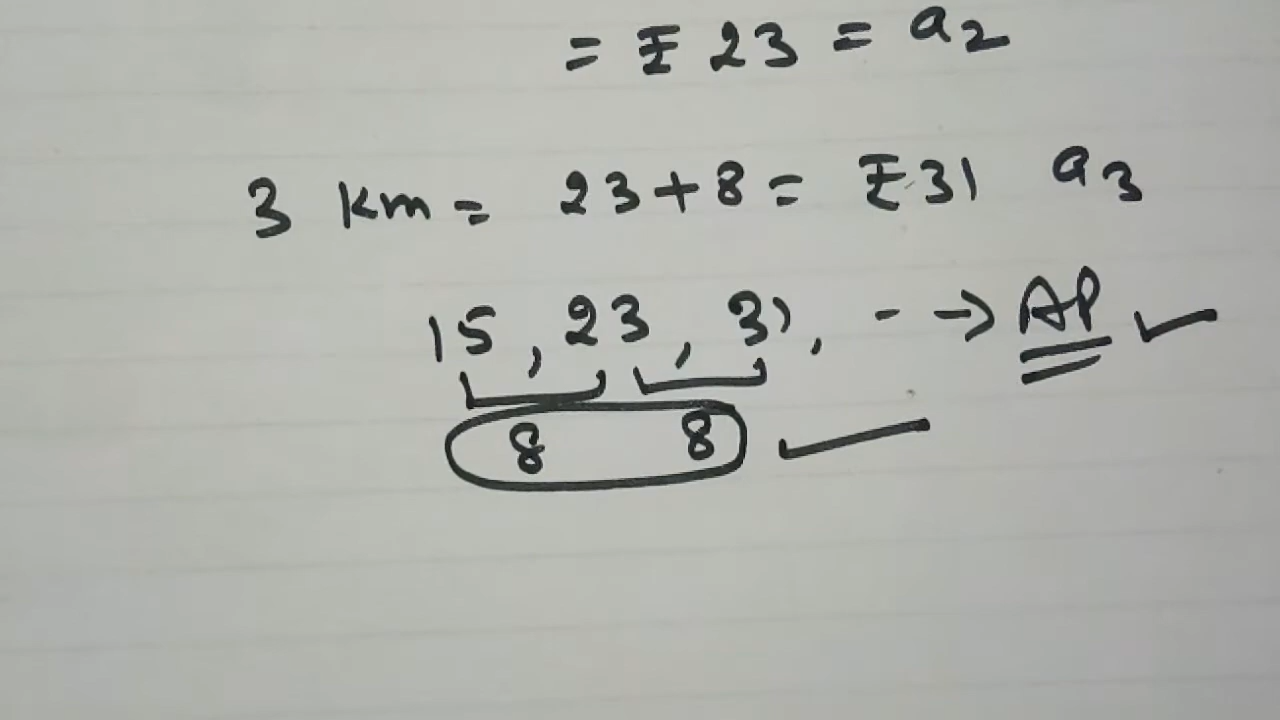 = ₹ 23 = a2
3 km = 23+8 = ₹31 a3
15, 23, 31, - -> AP ✓
8 8 ✓